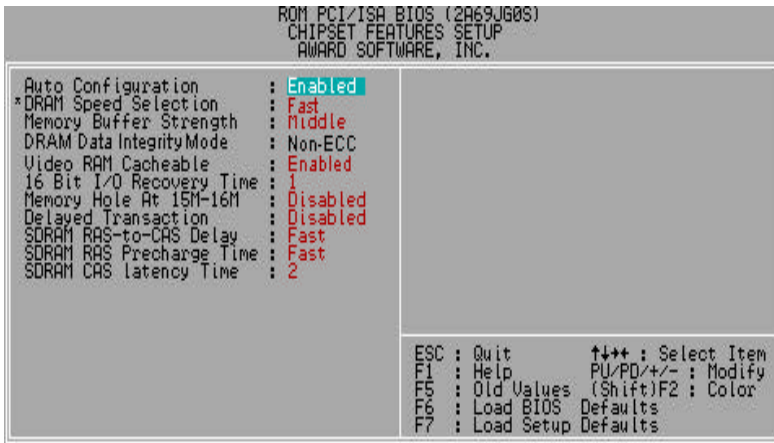 ROM PCI/ISA BIOS (2A69JG0S)
CHIPSET FEATURES SETUP
AWARD SOFTWARE, INC.
Auto Configuration : Enabled
*DRAM Speed Selection : Fast
Memory Buffer Strength : Middle
DRAM Data Integrity Mode : Non-ECC
Video RAM Cacheable : Enabled
16 Bit I/O Recovery Time : 1
Memory Hole At 15M-16M : Disabled
Delayed Transaction : Disabled
SDRAM RAS-to-CAS Delay : Fast
SDRAM RAS Precharge Time : Fast
SDRAM CAS latency Time : 2
ESC : Quit ↑↓→← : Select Item
F1 : Help PU/PD/+/- : Modify
F5 : Old Values (Shift)F2 : Color
F6 : Load BIOS Defaults
F7 : Load Setup Defaults